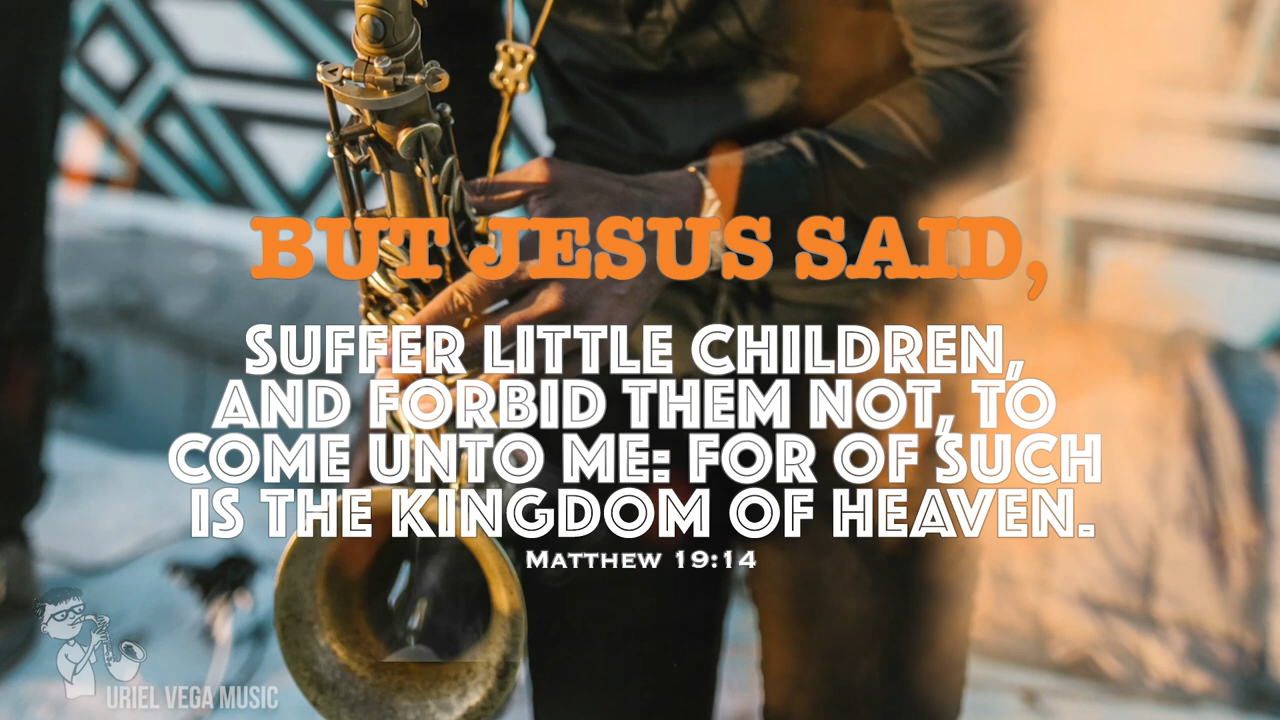 BUT JESUS SAID,
SUFFER LITTLE CHILDREN,
AND FORBID THEM NOT, TO
COME UNTO ME: FOR OF SUCH
IS THE KINGDOM OF HEAVEN.
MATTHEW 19:14
URIEL VEGA MUSIC